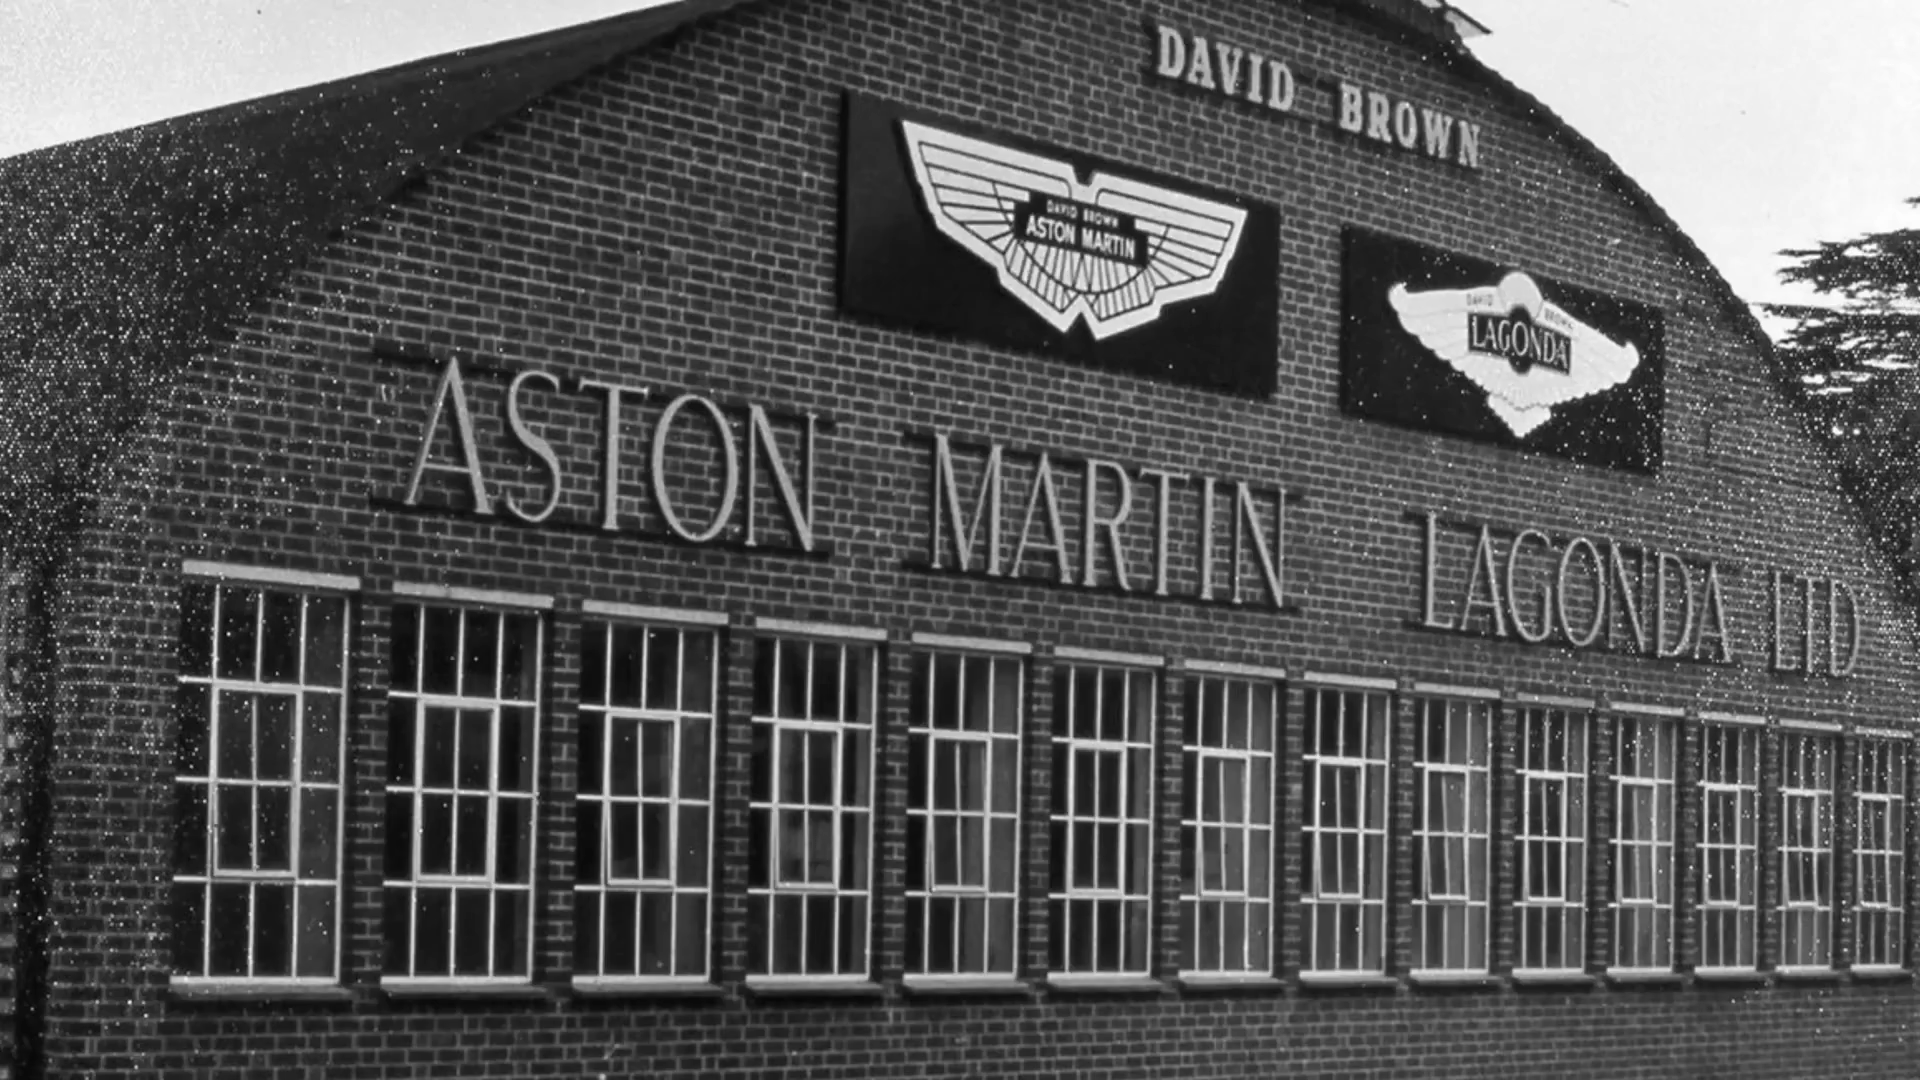 DAVID BROWN
DAVID BROWN
ASTON MARTIN
DAVID BROWN
LAGONDA
ASTON MARTIN LAGONDA LTD